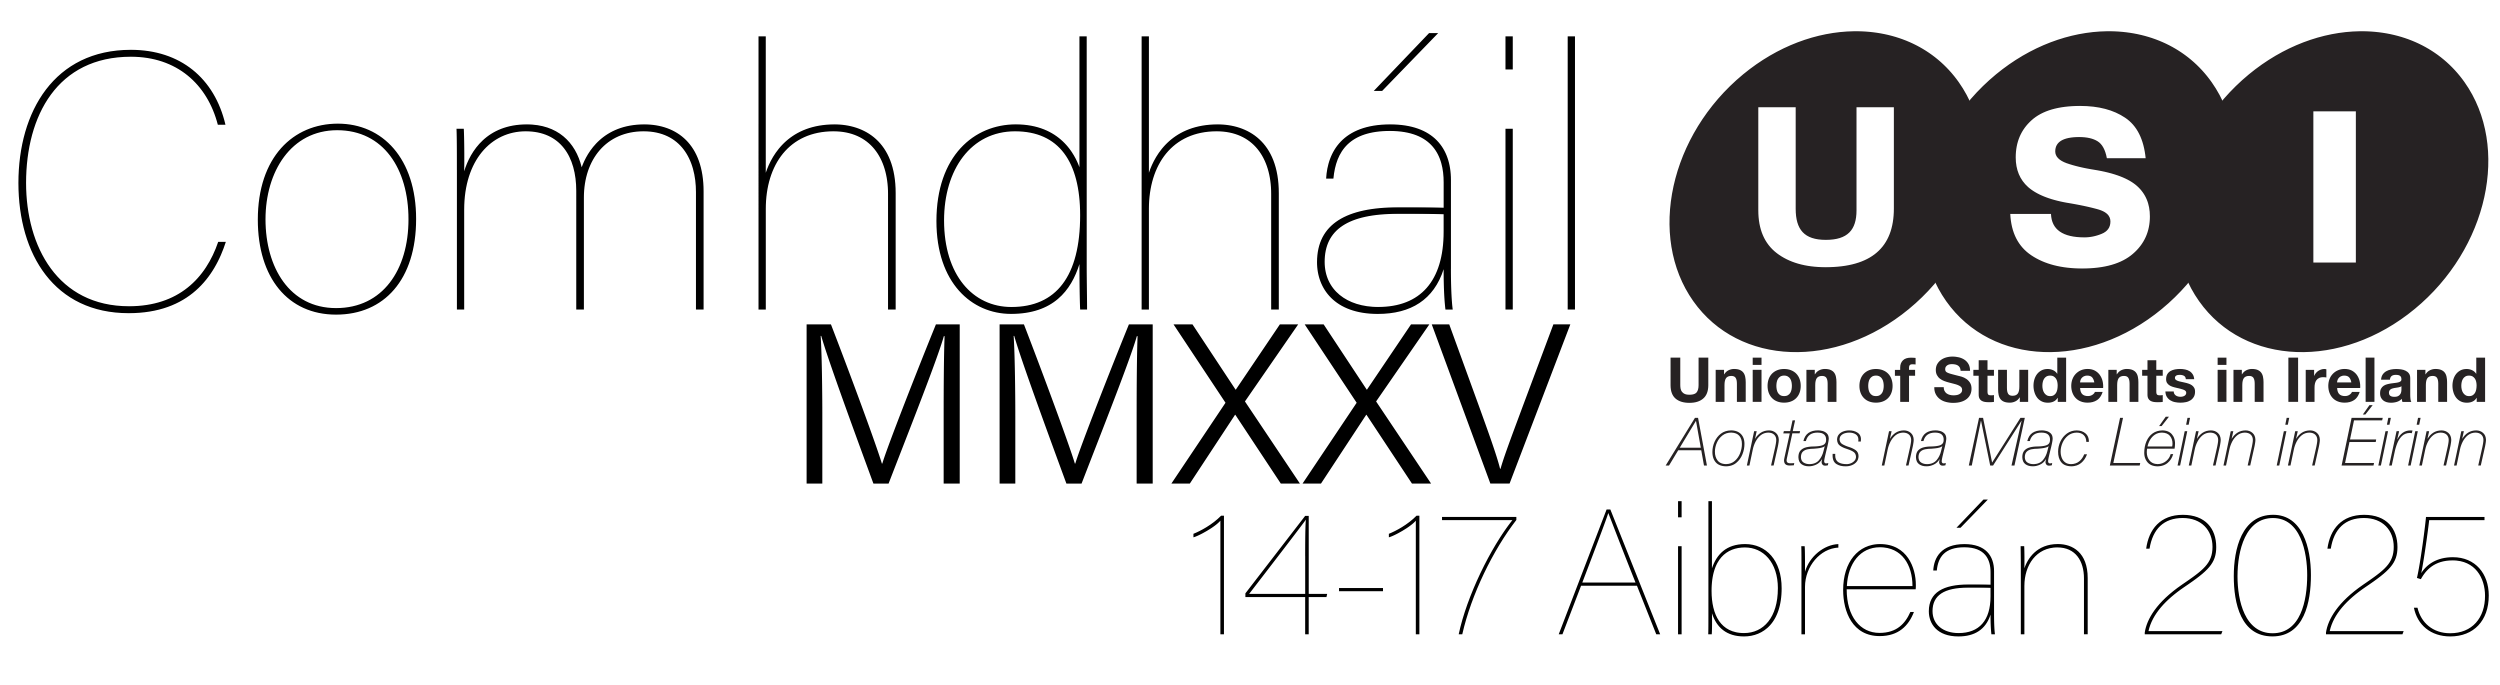 Comhdháil
MMXXV
14-17 Aibreán 2025
USI
Union of Students in Ireland
Aontas na Mac Léinn in Éirinn